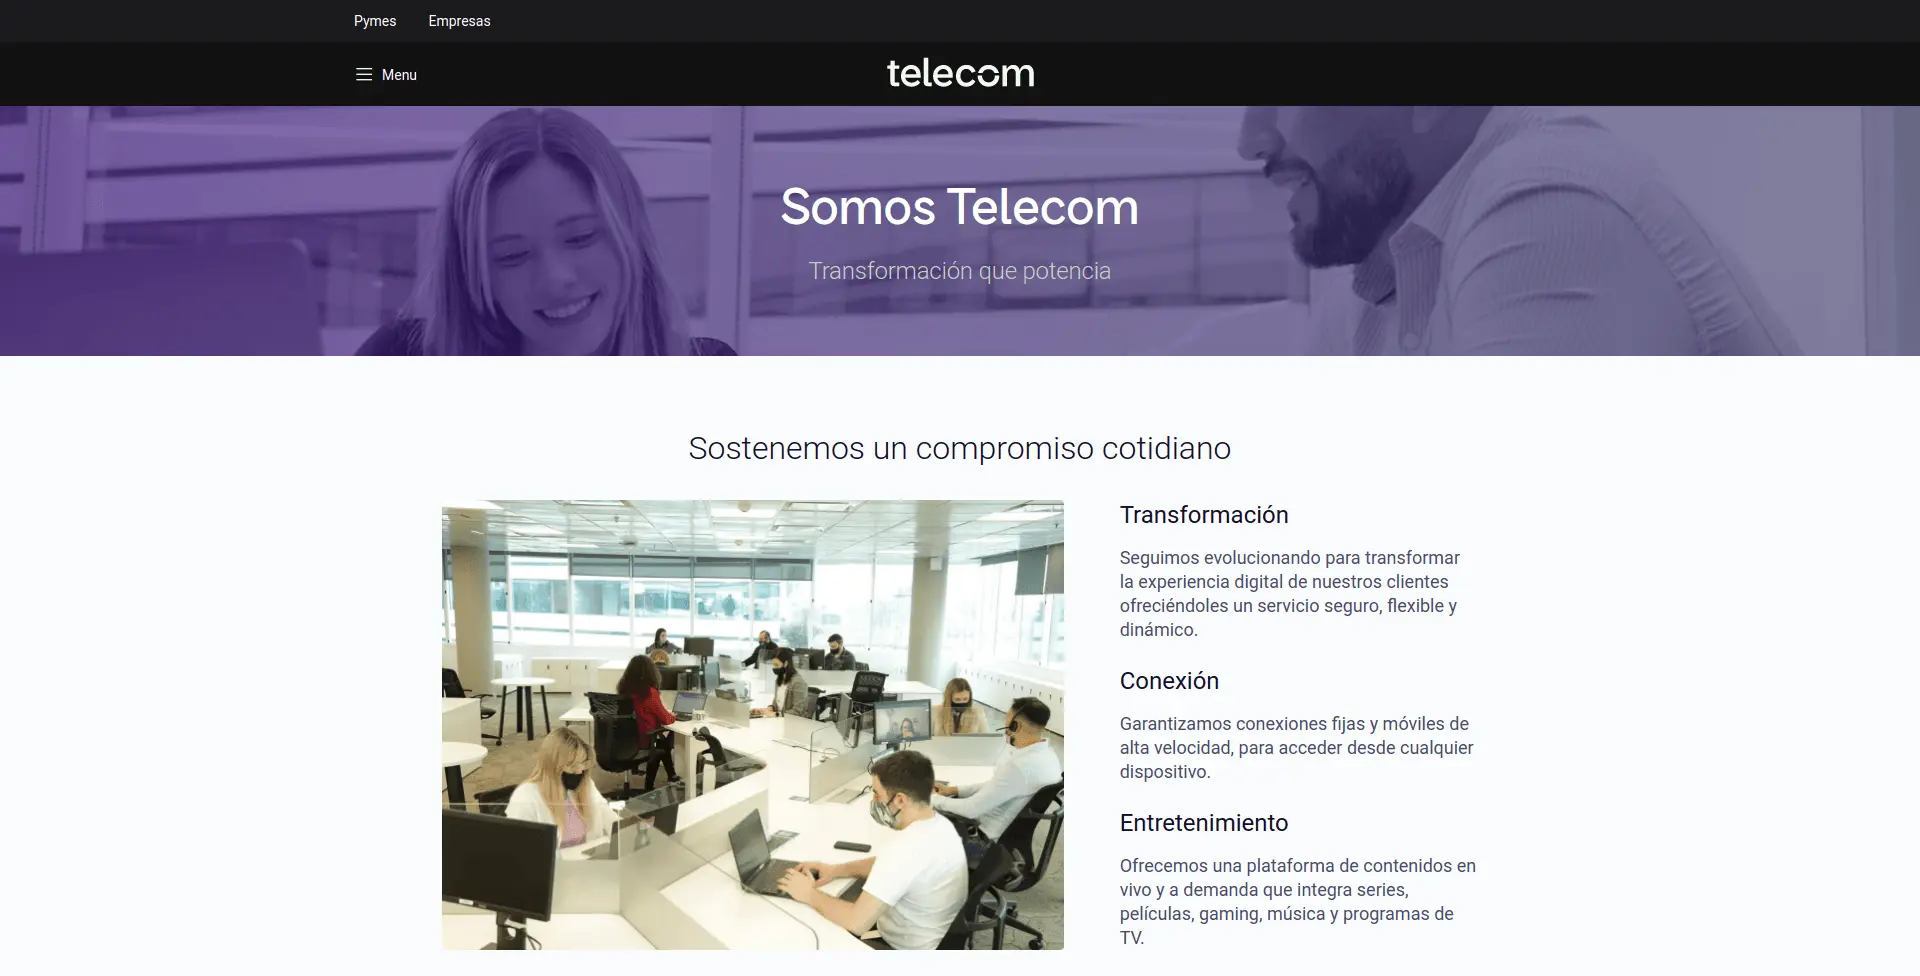 Pymes Empresas
Menu
telecom
Somos Telecom
Transformación que potencia
Sostenemos un compromiso cotidiano
Transformación
Seguimos evolucionando para transformar
la experiencia digital de nuestros clientes
ofreciéndoles un servicio seguro, flexible y
dinámico.
Conexión
Garantizamos conexiones fijas y móviles de
alta velocidad, para acceder desde cualquier
dispositivo.
Entretenimiento
Ofrecemos una plataforma de contenidos en
vivo y a demanda que integra series,
películas, gaming, música y programas de
TV.